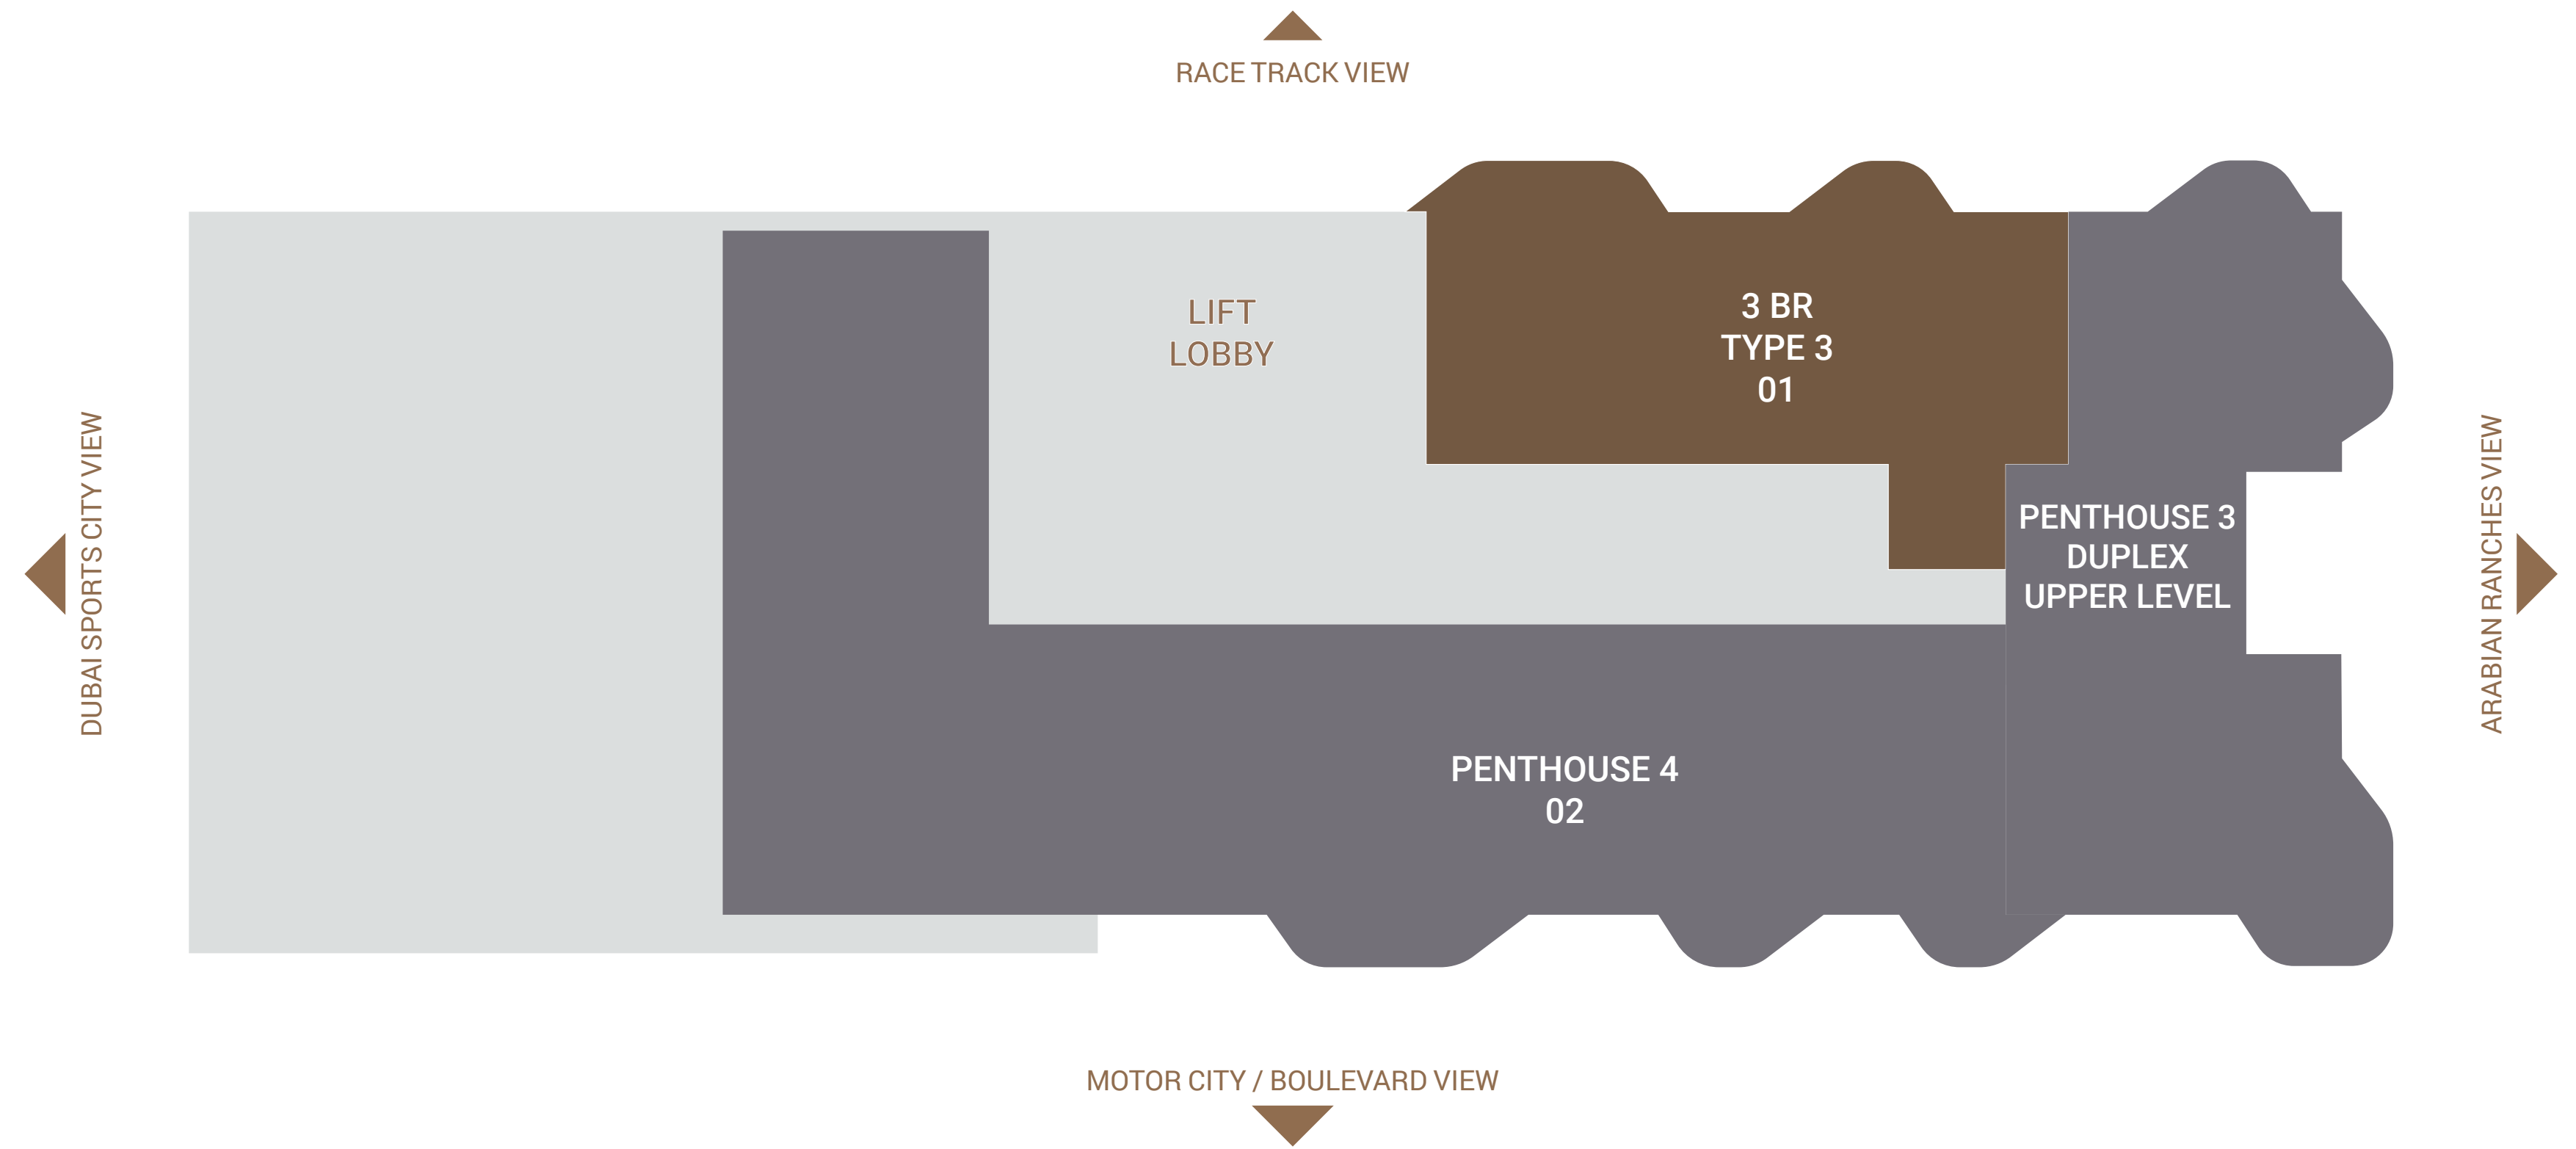 RACE TRACK VIEW
LIFT
LOBBY
3 BR
TYPE 3
01
DUBAI SPORTS CITY VIEW
ARABIAN RANCHES VIEW
PENTHOUSE 3
DUPLEX
UPPER LEVEL
PENTHOUSE 4
02
MOTOR CITY / BOULEVARD VIEW